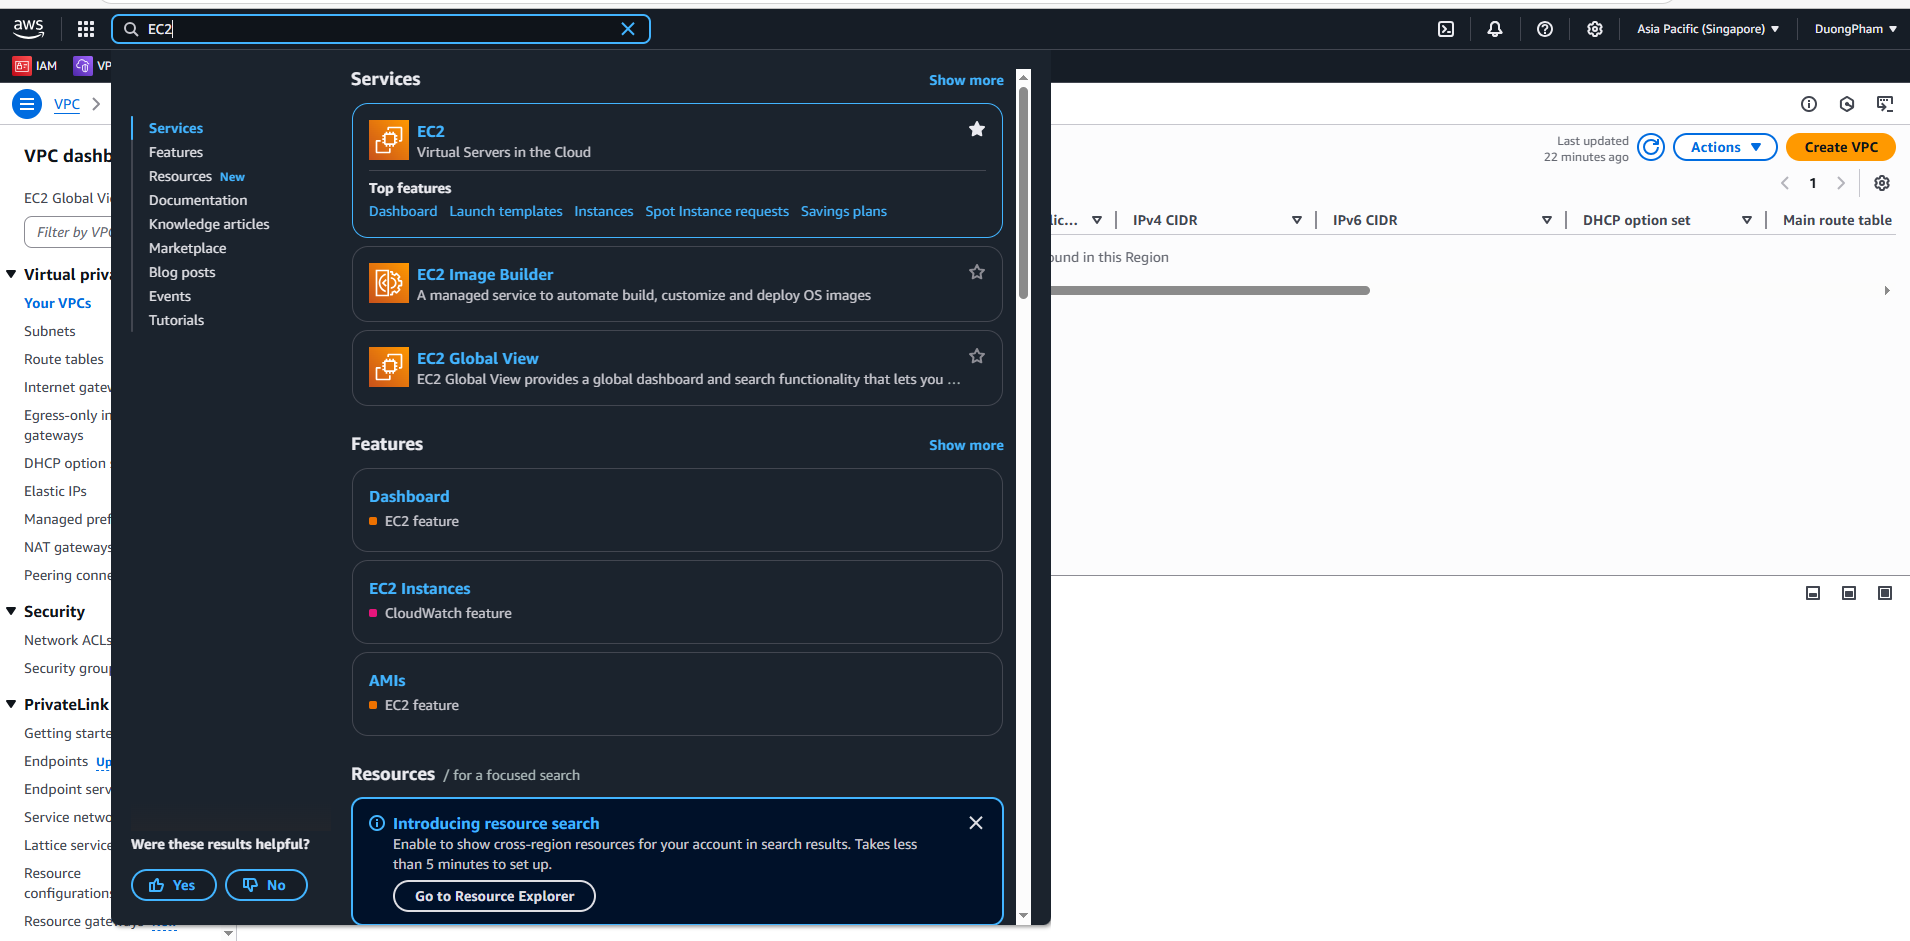 aws
EC2
Asia Pacific (Singapore)
DuongPham
IAM
VP
VPC
VPC dashb
EC2 Global Vi
Filter by VPC
Virtual priva
Your VPCs
Subnets
Route tables
Internet gatew
Egress-only in
gateways
DHCP option
Elastic IPs
Managed pref
NAT gateways
Peering conne
Security
Network ACLs
Security group
PrivateLink
Getting starte
Endpoints Up
Endpoint serv
Service netwo
Lattice service
Resource
configurations
Resource gateways
Services
Features
Resources New
Documentation
Knowledge articles
Marketplace
Blog posts
Events
Tutorials
Were these results helpful?
Yes
No
Services
Show more
EC2
Virtual Servers in the Cloud
Top features
Dashboard Launch templates Instances Spot Instance requests Savings plans
EC2 Image Builder
A managed service to automate build, customize and deploy OS images
EC2 Global View
EC2 Global View provides a global dashboard and search functionality that lets you ...
Features
Show more
Dashboard
EC2 feature
EC2 Instances
CloudWatch feature
AMIs
EC2 feature
Resources / for a focused search
Introducing resource search
Enable to show cross-region resources for your account in search results. Takes less
than 5 minutes to set up.
Go to Resource Explorer
Last updated
22 minutes ago
Actions
Create VPC
1
lic... IPv4 CIDR IPv6 CIDR DHCP option set Main route table
ound in this Region